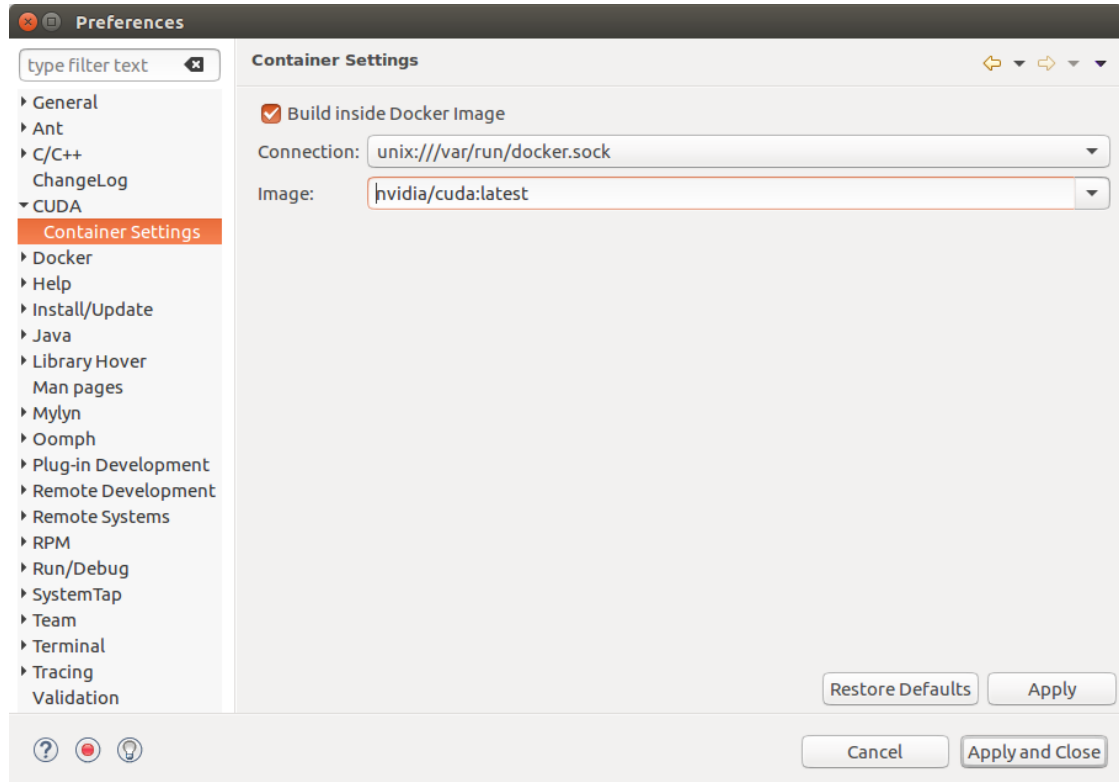 Preferences
type filter text
General
Ant
C/C++
ChangeLog
CUDA
Container Settings
Docker
Help
Install/Update
Java
Library Hover
Man pages
Mylyn
Oomph
Plug-in Development
Remote Development
Remote Systems
RPM
Run/Debug
SystemTap
Team
Terminal
Tracing
Validation
Container Settings
Build inside Docker Image
Connection: unix:///var/run/docker.sock
Image: nvidia/cuda:latest
Restore Defaults Apply
Cancel Apply and Close